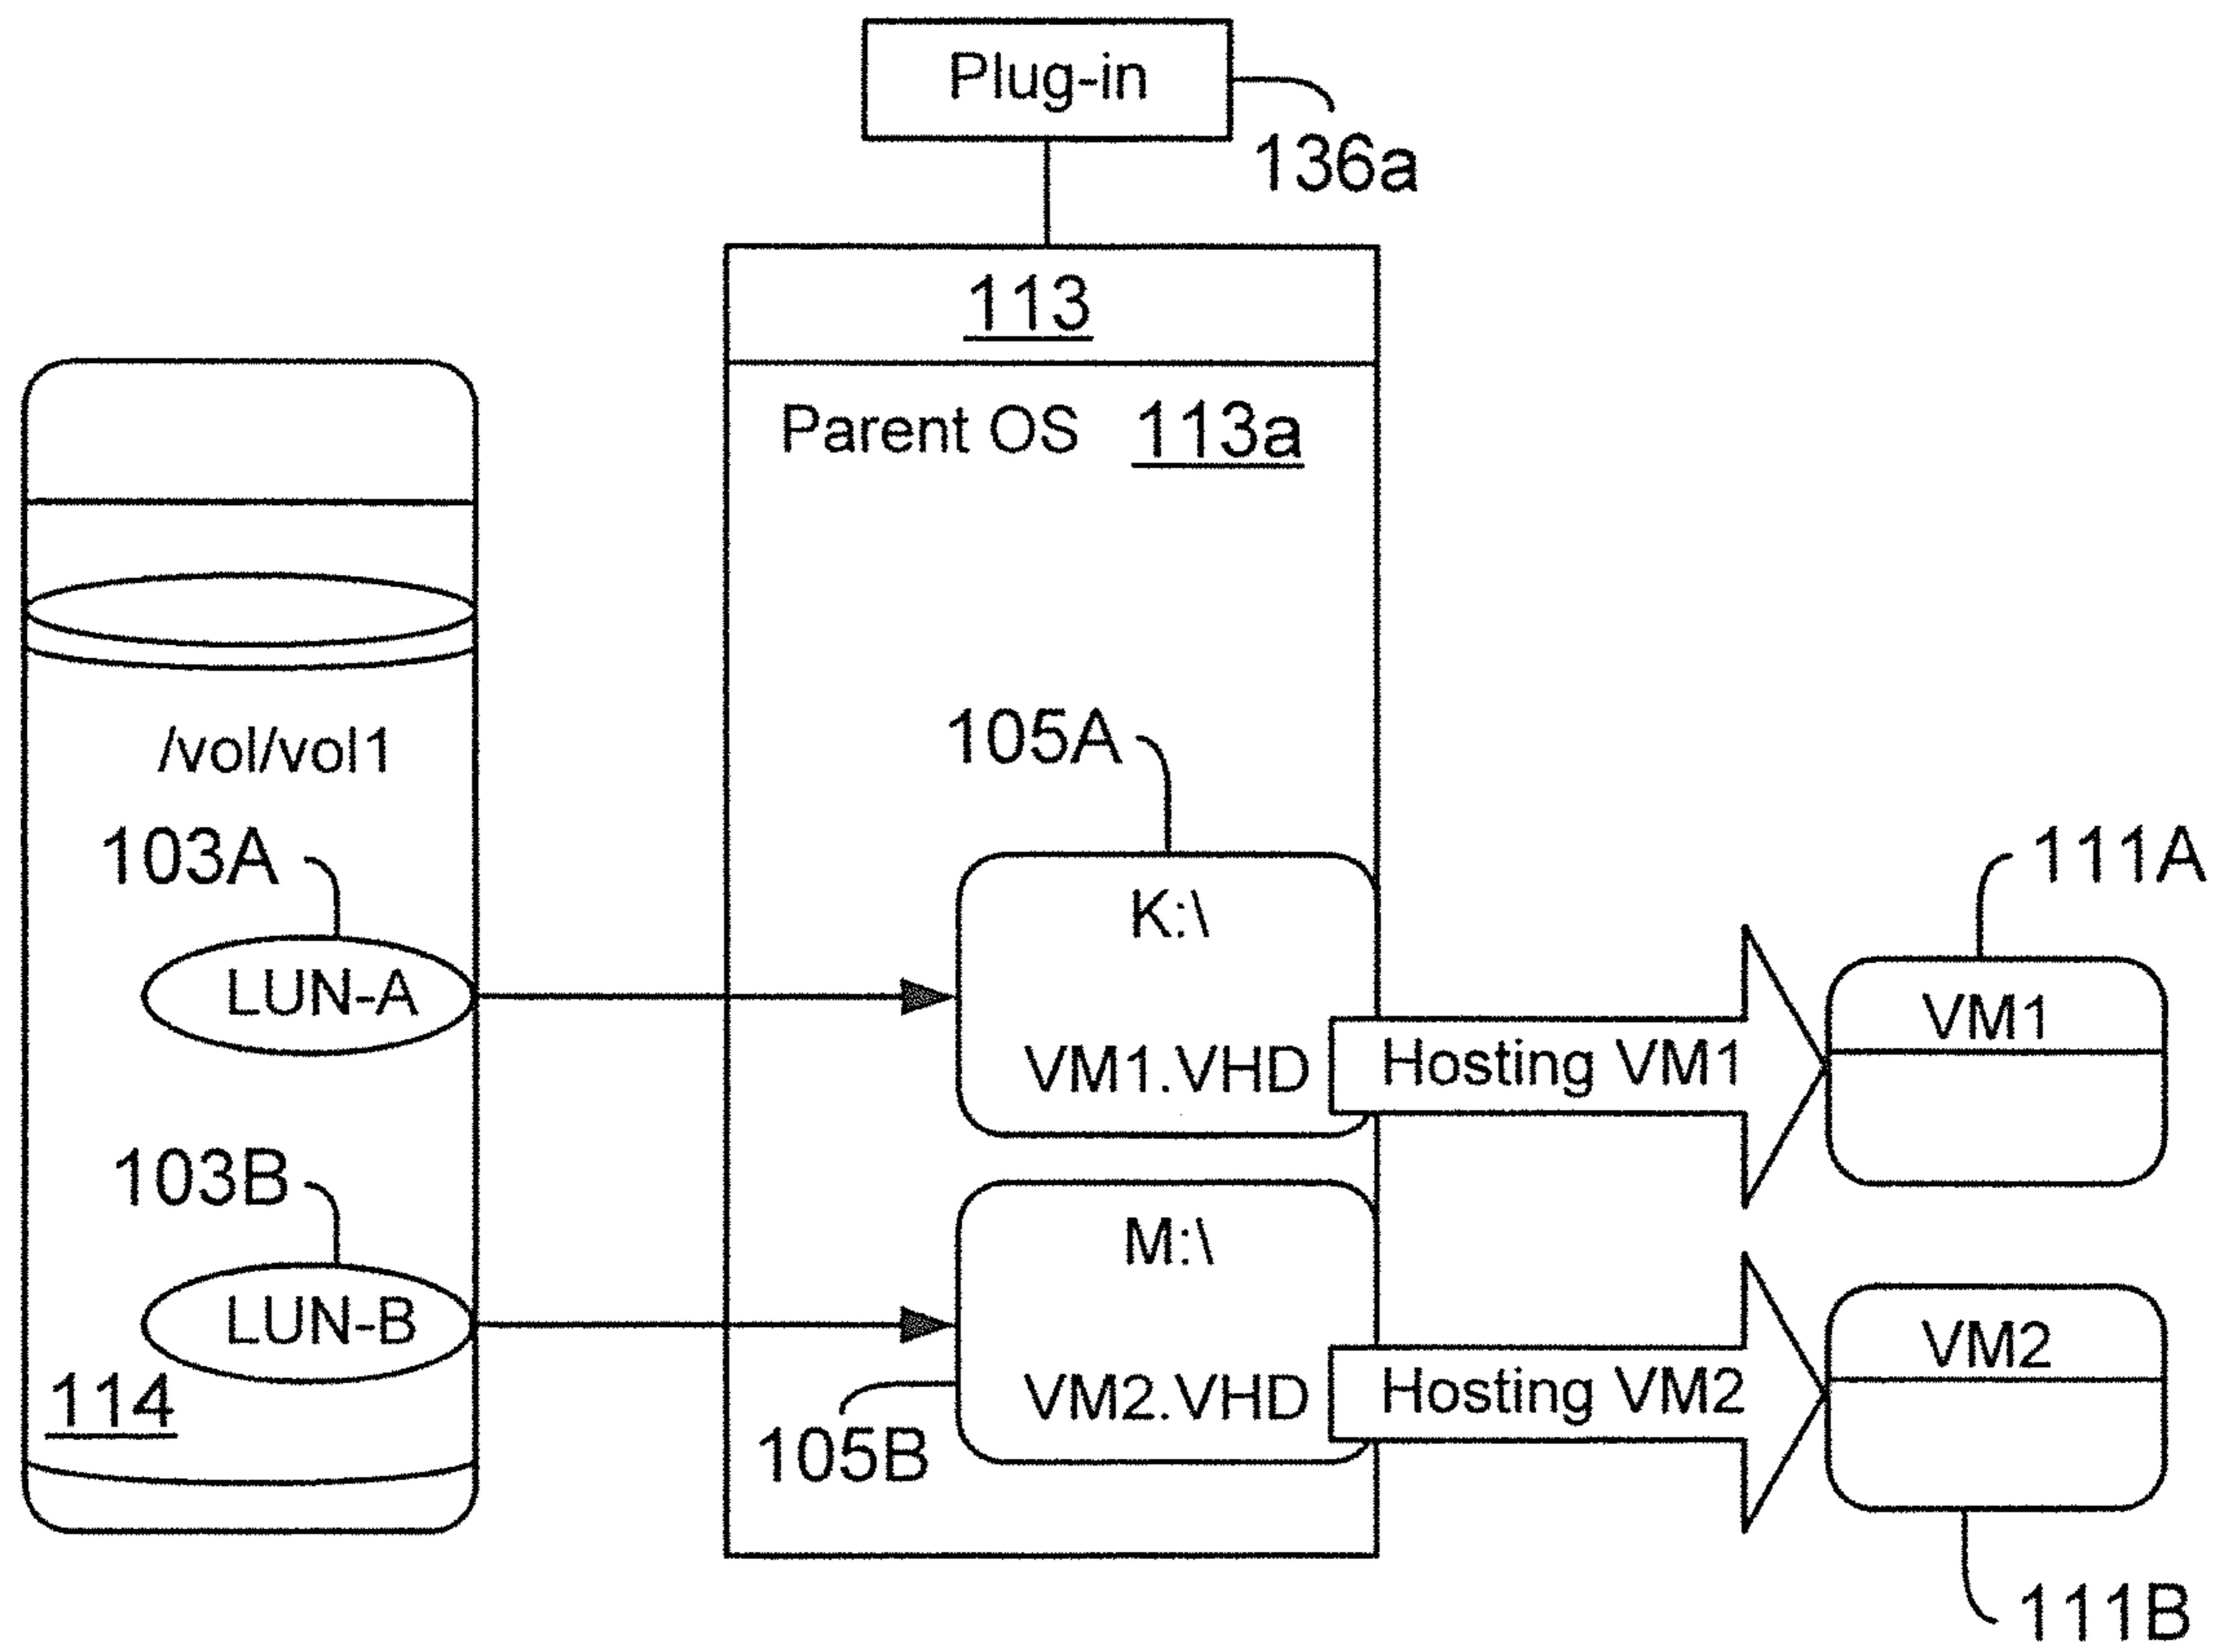 Plug-in
136a
113
Parent OS 113a
/vol/vol1
103A
LUN-A
103B
LUN-B
114
105A
K:\
VM1.VHD
Hosting VM1
111A
VM1
M:\
VM2.VHD
105B
Hosting VM2
VM2
111B